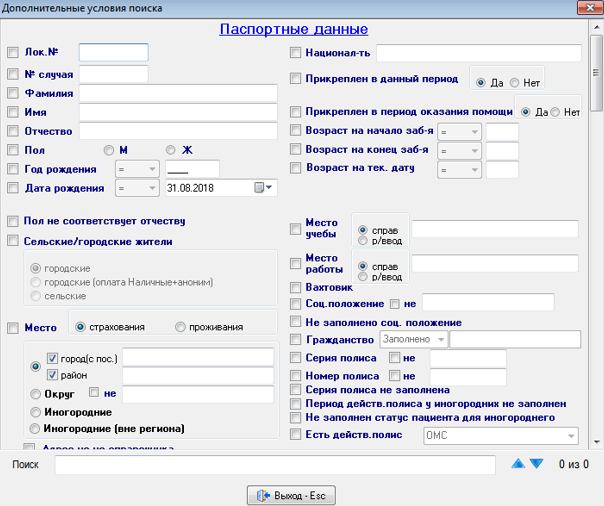 Дополнительные условия поиска
Паспортные данные
Лок.№
№ случая
Фамилия
Имя
Отчество
Пол М Ж
Год рождения =
Дата рождения = 31.08.2018
Пол не соответствует отчеству
Сельские/городские жители
городские
городские (оплата Наличные+аноним)
сельские
Место страхования проживания
город(с пос.)
район
Округ не
Иногородние
Иногородние (вне региона)
Национал-ть
Прикреплен в данный период Да Нет
Прикреплен в период оказания помощи Да Нет
Возраст на начало заб-я =
Возраст на конец заб-я =
Возраст на тек. дату =
Место учебы справ
р/ввод
Место работы справ
р/ввод
Вахтовик
Соц.положение не
Не заполнено соц. положение
Гражданство Заполнено
Серия полиса не
Номер полиса не
Серия полиса не заполнена
Период действ.полиса у иногородних не заполнен
Не заполнен статус пациента для иногороднего
Есть действ.полис ОМС
Поиск 0 из 0
Выход - Esc